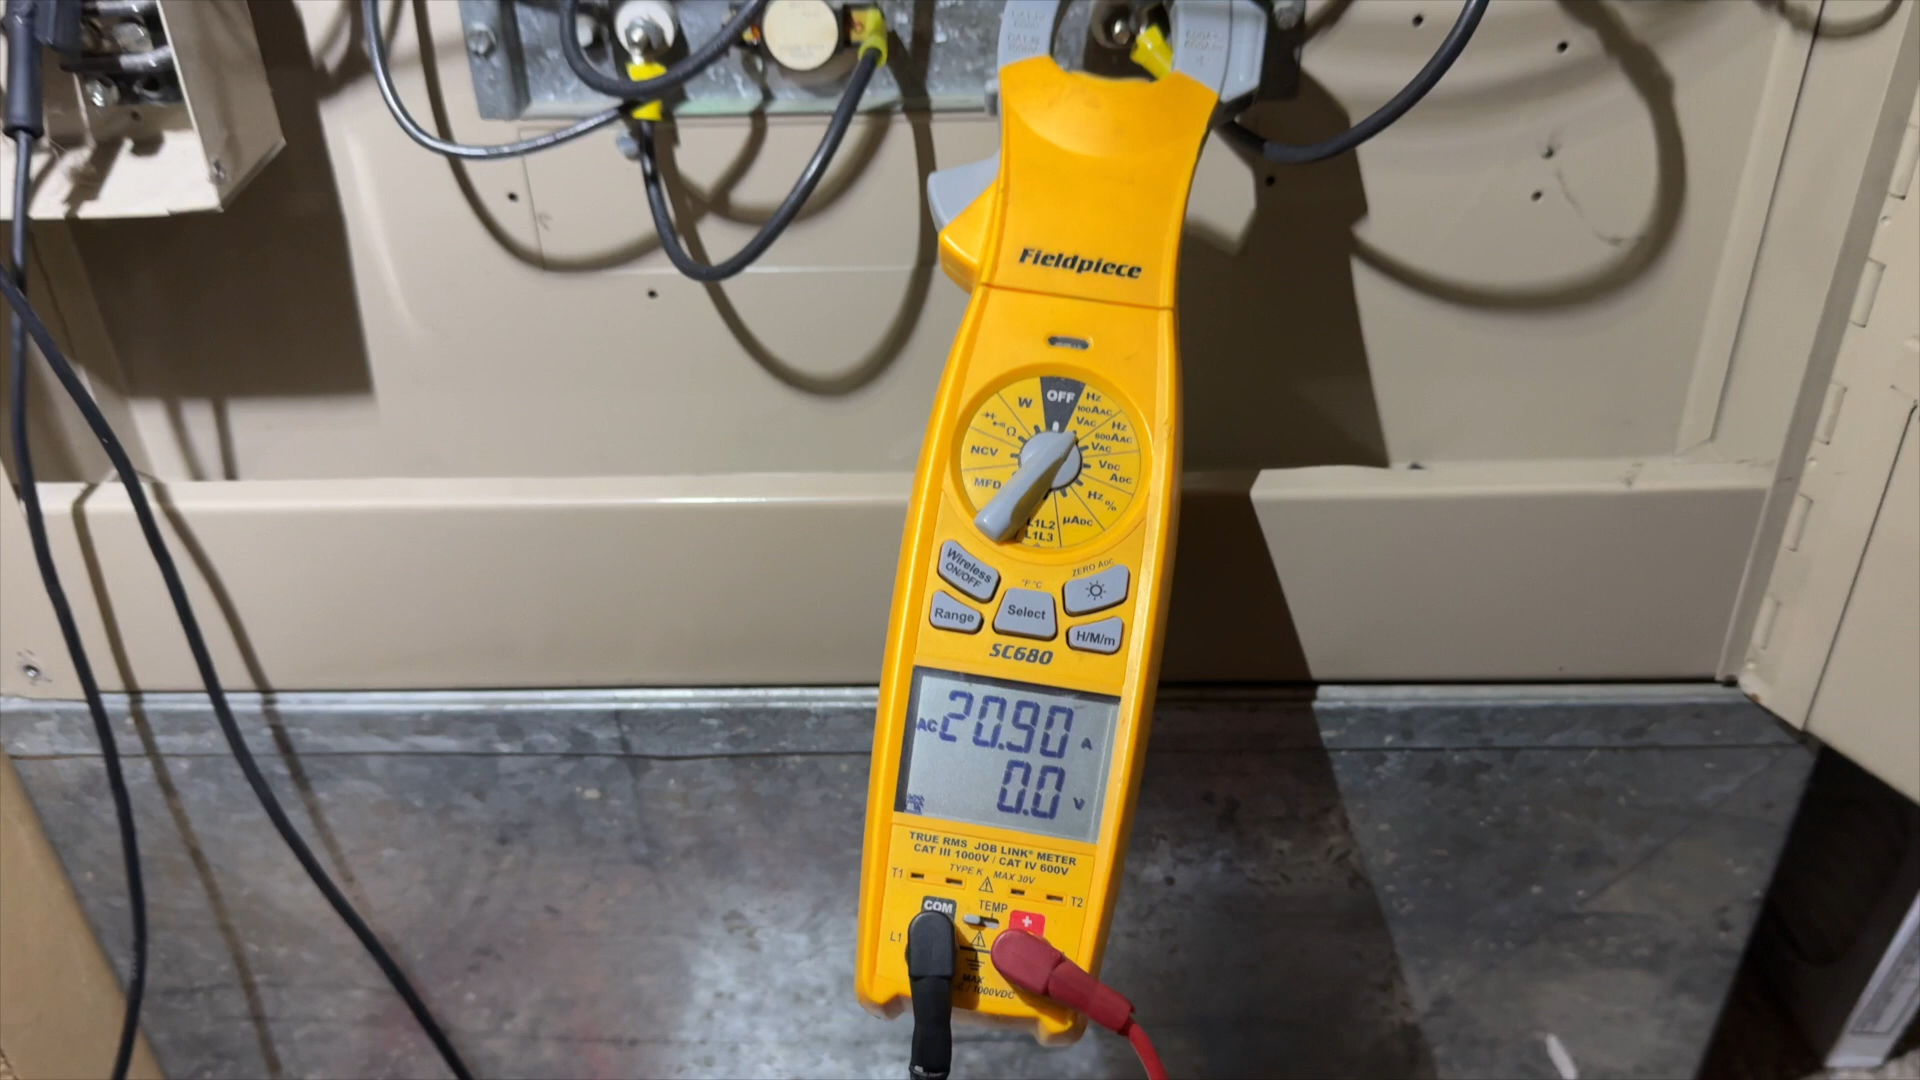 Fieldpiece
OFF
W
Hz
100AAC
VAC
Hz
600AAC
VAC
Ω
NCV
VDC
ADC
MFD
Hz %
µADC
L1L2
L1L3
Wireless
ON/OFF
°F °C
ZERO ADC
Range
Select
H/M/m
SC680
AC 20.90 A
0.0 V
TRUE RMS JOB LINK® METER
CAT III 1000V / CAT IV 600V
TYPE K MAX 30V
T1
T2
COM
TEMP
+
L1
MAX
/ 1000VDC